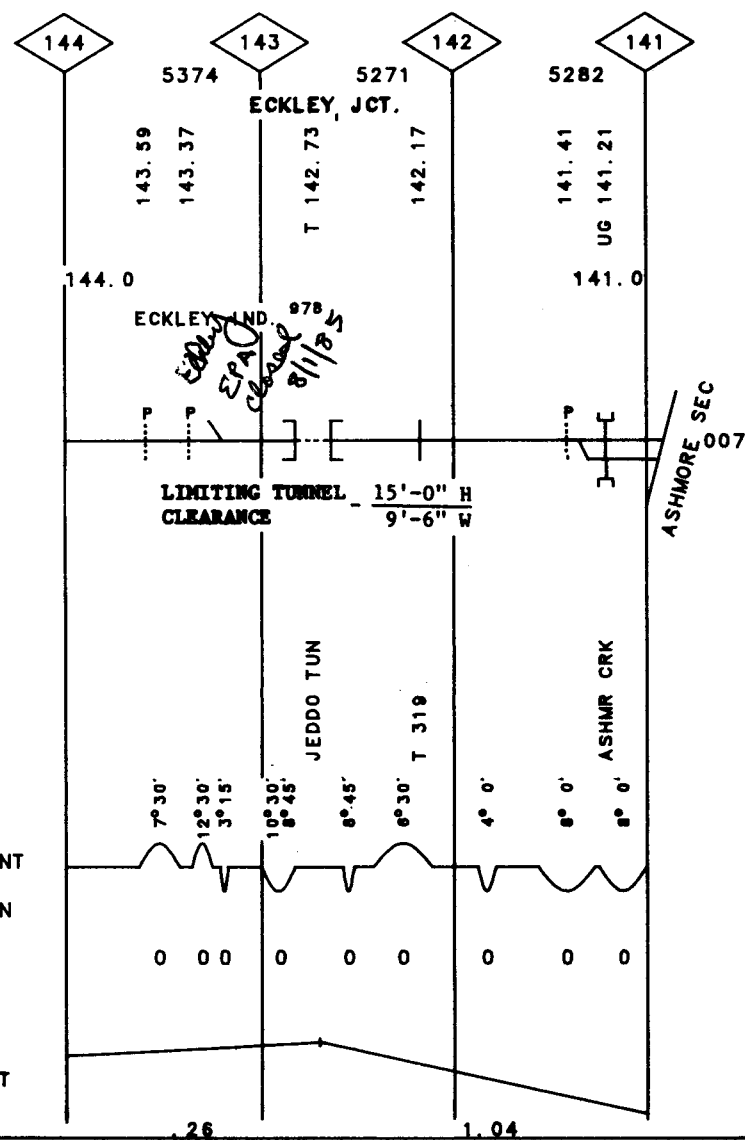 144 143 142 141
5374 5271 5282
ECKLEY, JCT.
143.59
143.37
T 142.73
142.17
141.41
UG 141.21
144.0 141.0
ECKLEY IND. 978
Eckley
EPA
Closed
8/1/85
P P P
ASHMORE SEC
007
LIMITING TUNNEL - 15'-0" H
CLEARANCE 9'-6" W
JEDDO TUN
T 319
ASHMR CRK
7°30'
12°30'
3°15'
10°30'
8°45'
8°45'
6°30'
4° 0'
8° 0'
8° 0'
NT
N
0 0 0 0 0 0 0 0 0
T
.26 1.04